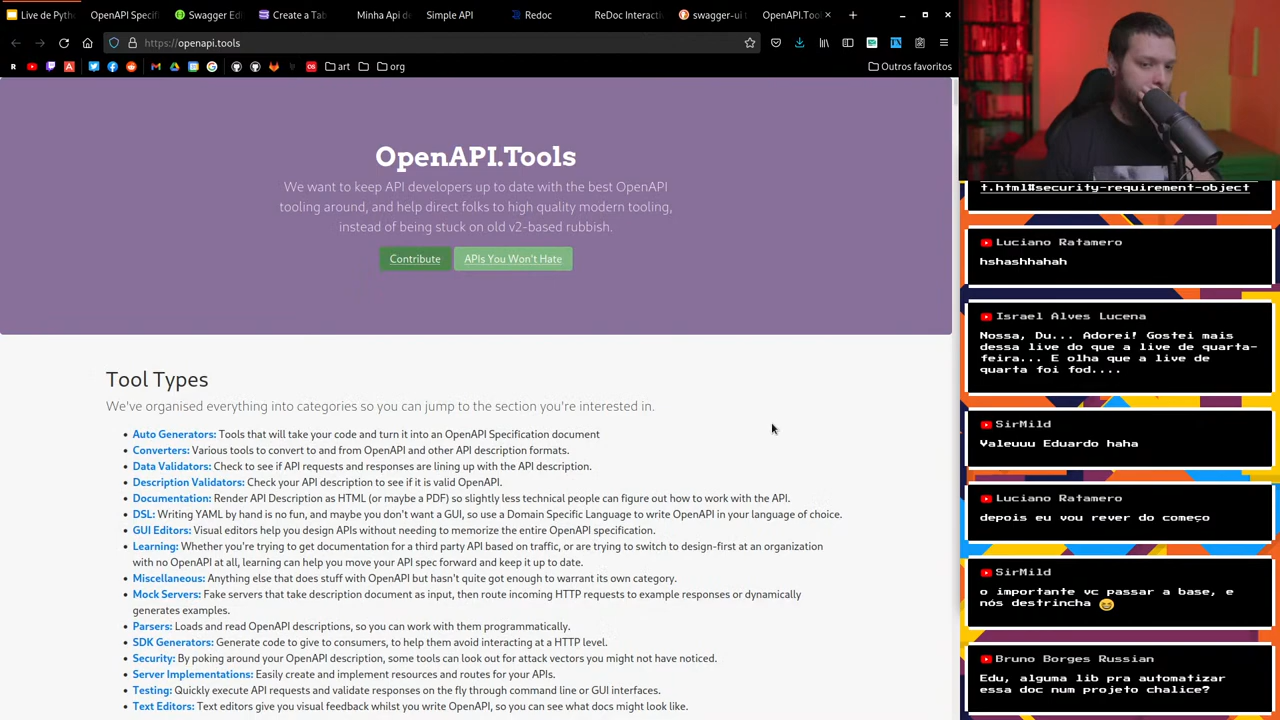 Live de Pyth
OpenAPI Specifi
Swagger Edi
Create a Tab
Minha Api de
Simple API
Redoc
ReDoc Interacti
swagger-ui t
OpenAPI.Too
https://openapi.tools
art
org
Outros favoritos
OpenAPI.Tools
We want to keep API developers up to date with the best OpenAPI
tooling around, and help direct folks to high quality modern tooling,
instead of being stuck on old v2-based rubbish.
Contribute
APIs You Won't Hate
Tool Types
We've organised everything into categories so you can jump to the section you're interested in.
• Auto Generators: Tools that will take your code and turn it into an OpenAPI Specification document
• Converters: Various tools to convert to and from OpenAPI and other API description formats.
• Data Validators: Check to see if API requests and responses are lining up with the API description.
• Description Validators: Check your API description to see if it is valid OpenAPI.
• Documentation: Render API Description as HTML (or maybe a PDF) so slightly less technical people can figure out how to work with the API.
• DSL: Writing YAML by hand is no fun, and maybe you don't want a GUI, so use a Domain Specific Language to write OpenAPI in your language of choice.
• GUI Editors: Visual editors help you design APIs without needing to memorize the entire OpenAPI specification.
• Learning: Whether you're trying to get documentation for a third party API based on traffic, or are trying to switch to design-first at an organization
with no OpenAPI at all, learning can help you move your API spec forward and keep it up to date.
• Miscellaneous: Anything else that does stuff with OpenAPI but hasn't quite got enough to warrant its own category.
• Mock Servers: Fake servers that take description document as input, then route incoming HTTP requests to example responses or dynamically
generates examples.
• Parsers: Loads and read OpenAPI descriptions, so you can work with them programmatically.
• SDK Generators: Generate code to give to consumers, to help them avoid interacting at a HTTP level.
• Security: By poking around your OpenAPI description, some tools can look out for attack vectors you might not have noticed.
• Server Implementations: Easily create and implement resources and routes for your APIs.
• Testing: Quickly execute API requests and validate responses on the fly through command line or GUI interfaces.
• Text Editors: Text editors give you visual feedback whilst you write OpenAPI, so you can see what docs might look like.
t.html#security-requirement-object
Luciano Ratamero
hshashhahah
Israel Alves Lucena
Nossa, Du... Adorei! Gostei mais
dessa live do que a live de quarta-
feira... E olha que a live de
quarta foi fod....
SirMild
Valeuuu Eduardo haha
Luciano Ratamero
depois eu vou rever do começo
SirMild
o importante vc passar a base, e
nós destrincha 😄
Bruno Borges Russian
Edu, alguma lib pra automatizar
essa doc num projeto chalice?